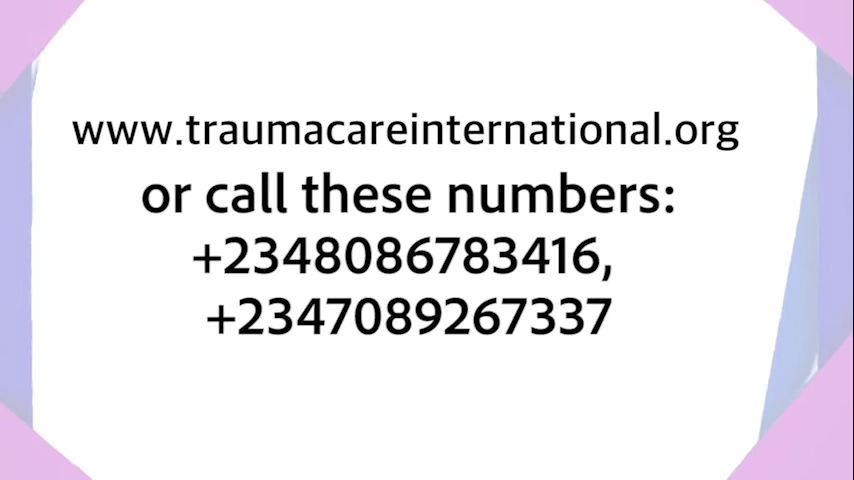 www.traumacareinternational.org
or call these numbers:
+2348086783416,
+2347089267337